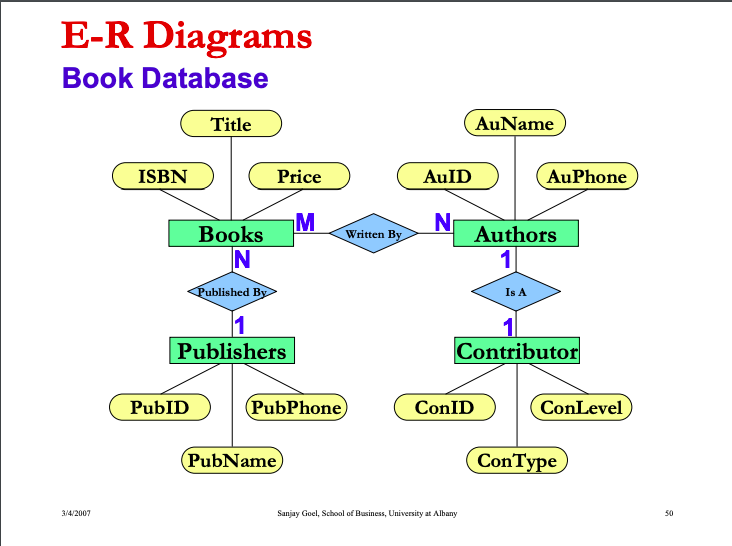 E-R Diagrams
Book Database
Title
AuName
ISBN
Price
AuID
AuPhone
Books
M
Written By
N
Authors
N
1
Published By
Is A
1
1
Publishers
Contributor
PubID
PubPhone
ConID
ConLevel
PubName
ConType
3/4/2007
Sanjay Goel, School of Business, University at Albany
50